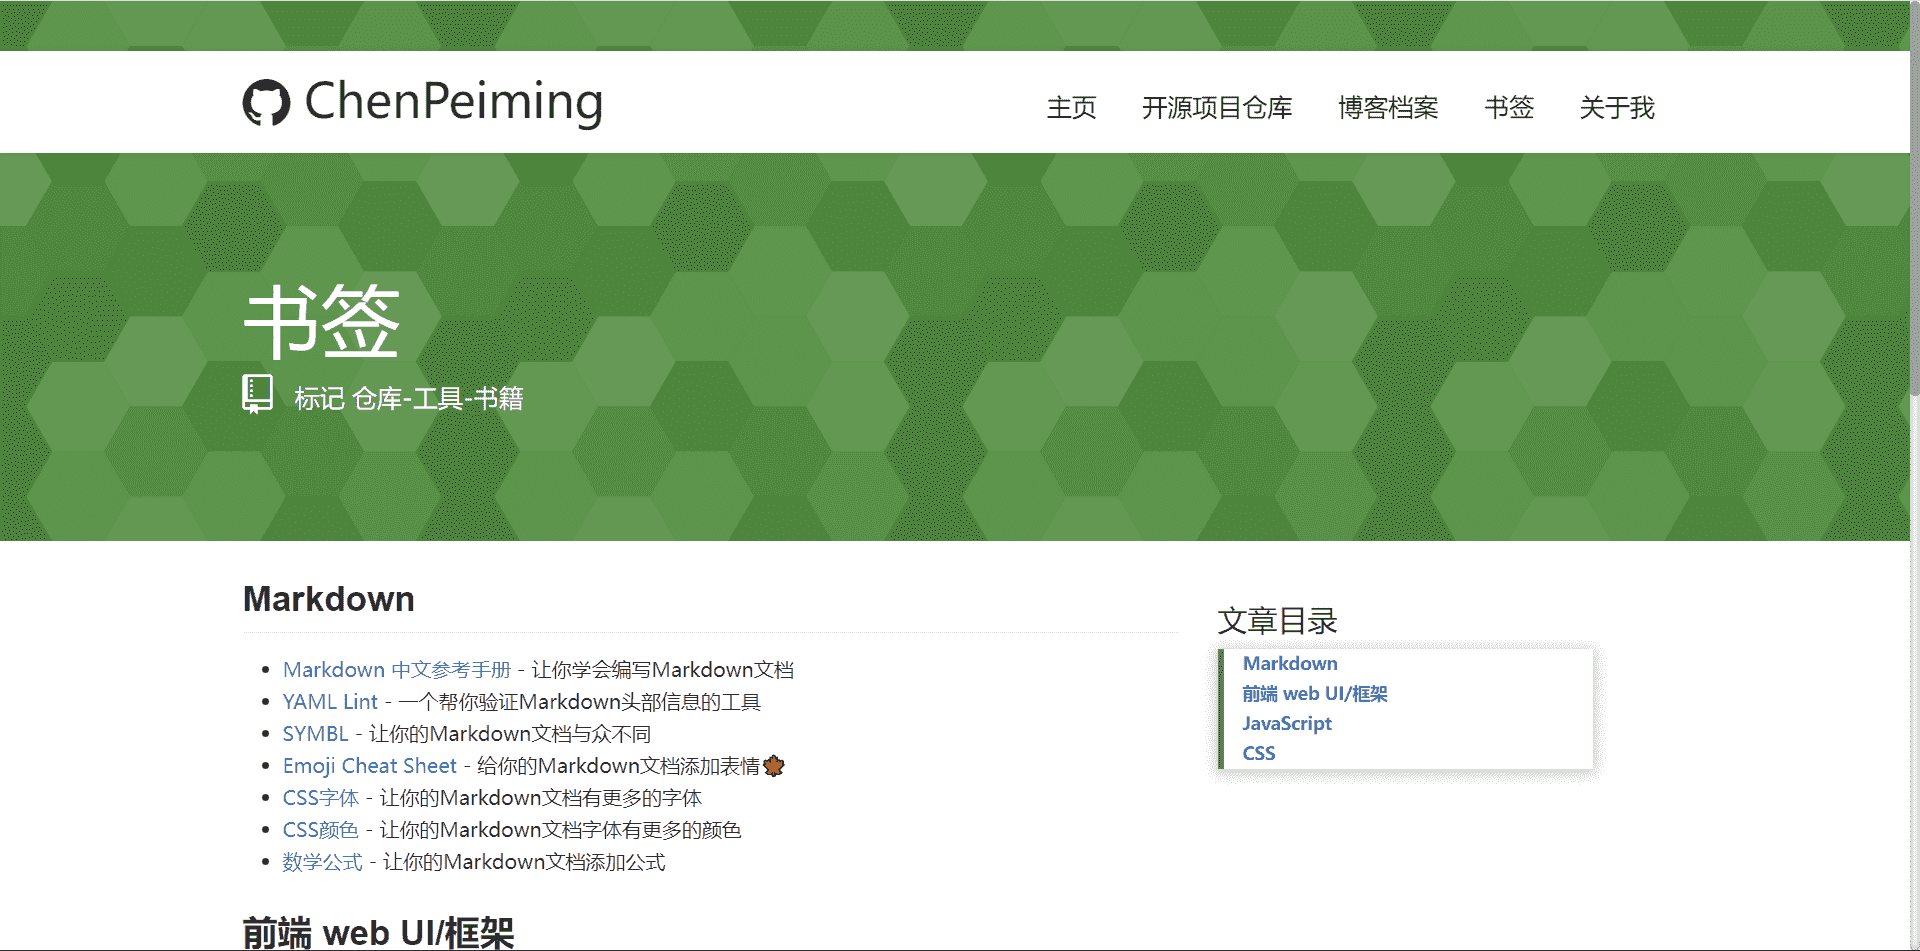 ChenPeiming
主页 开源项目仓库 博客档案 书签 关于我
书签
标记 仓库-工具-书籍
Markdown
Markdown 中文参考手册 - 让你学会编写Markdown文档
YAML Lint - 一个帮你验证Markdown头部信息的工具
SYMBL - 让你的Markdown文档与众不同
Emoji Cheat Sheet - 给你的Markdown文档添加表情🍁
CSS字体 - 让你的Markdown文档有更多的字体
CSS颜色 - 让你的Markdown文档字体有更多的颜色
数学公式 - 让你的Markdown文档添加公式
前端 web UI/框架
文章目录
Markdown
前端 web UI/框架
JavaScript
CSS